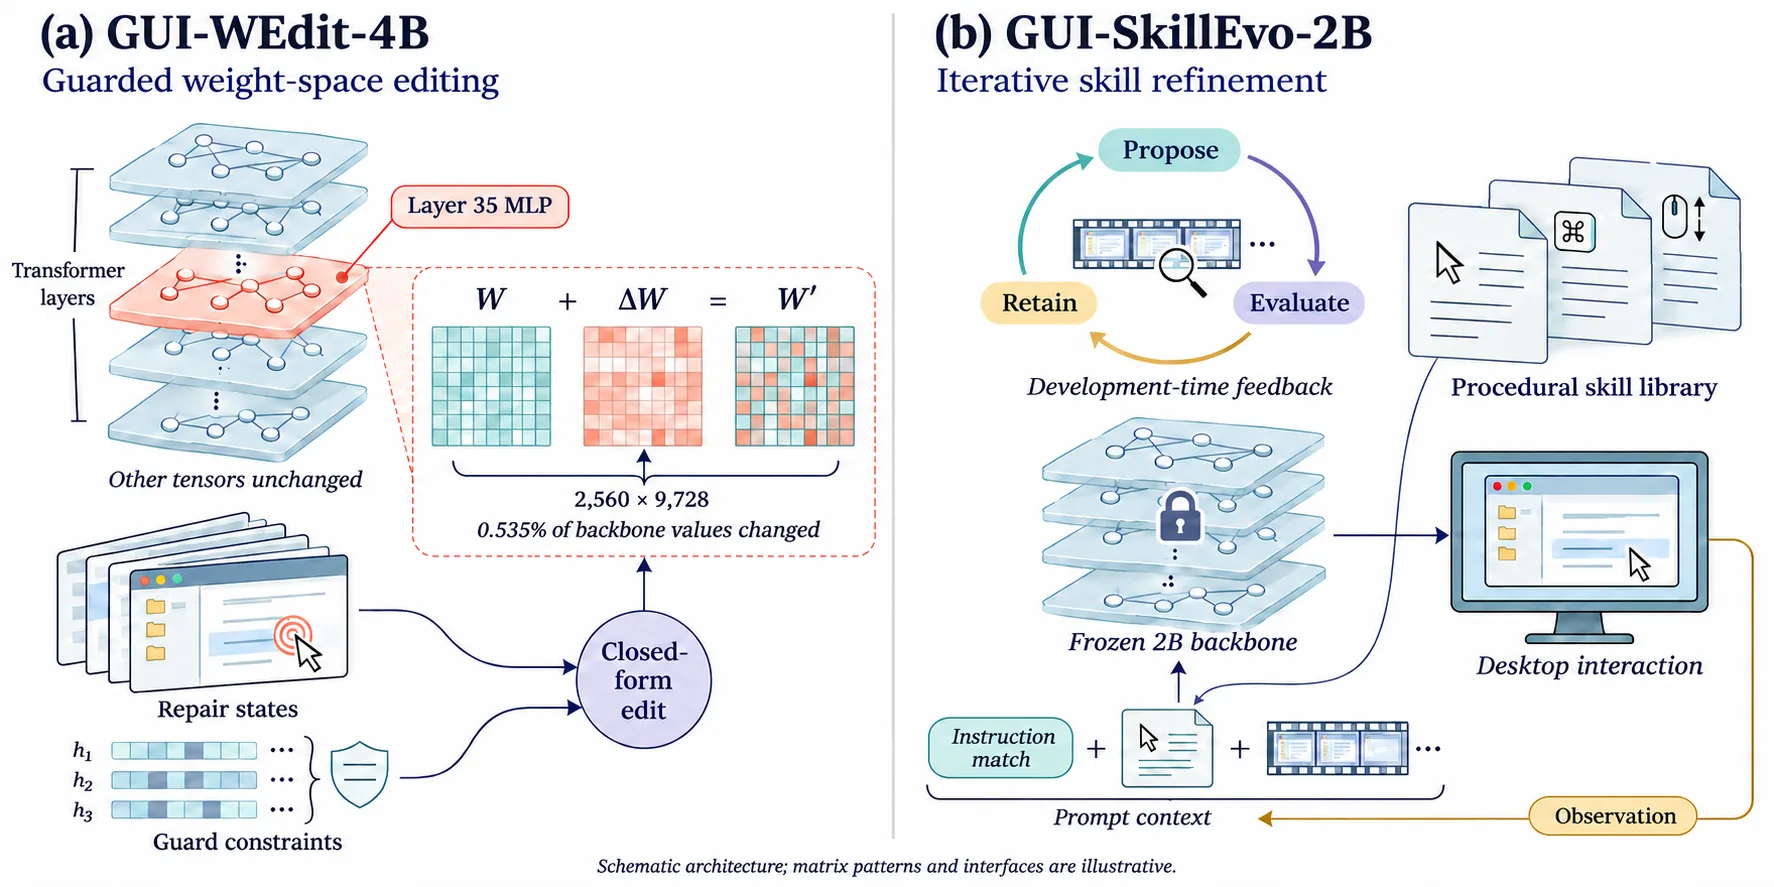 (a) GUI-WEdit-4B
Guarded weight-space editing
Transformer
layers
Layer 35 MLP
W + ΔW = W′
2,560 × 9,728
0.535% of backbone values changed
Other tensors unchanged
Repair states
Closed-
form
edit
h1 ...
h2 ...
h3 ...
Guard constraints
(b) GUI-SkillEvo-2B
Iterative skill refinement
Propose
...
Retain
Evaluate
Development-time feedback
⌘
Procedural skill library
Frozen 2B backbone
Desktop interaction
Instruction
match
+ + ...
Prompt context
Observation
Schematic architecture; matrix patterns and interfaces are illustrative.